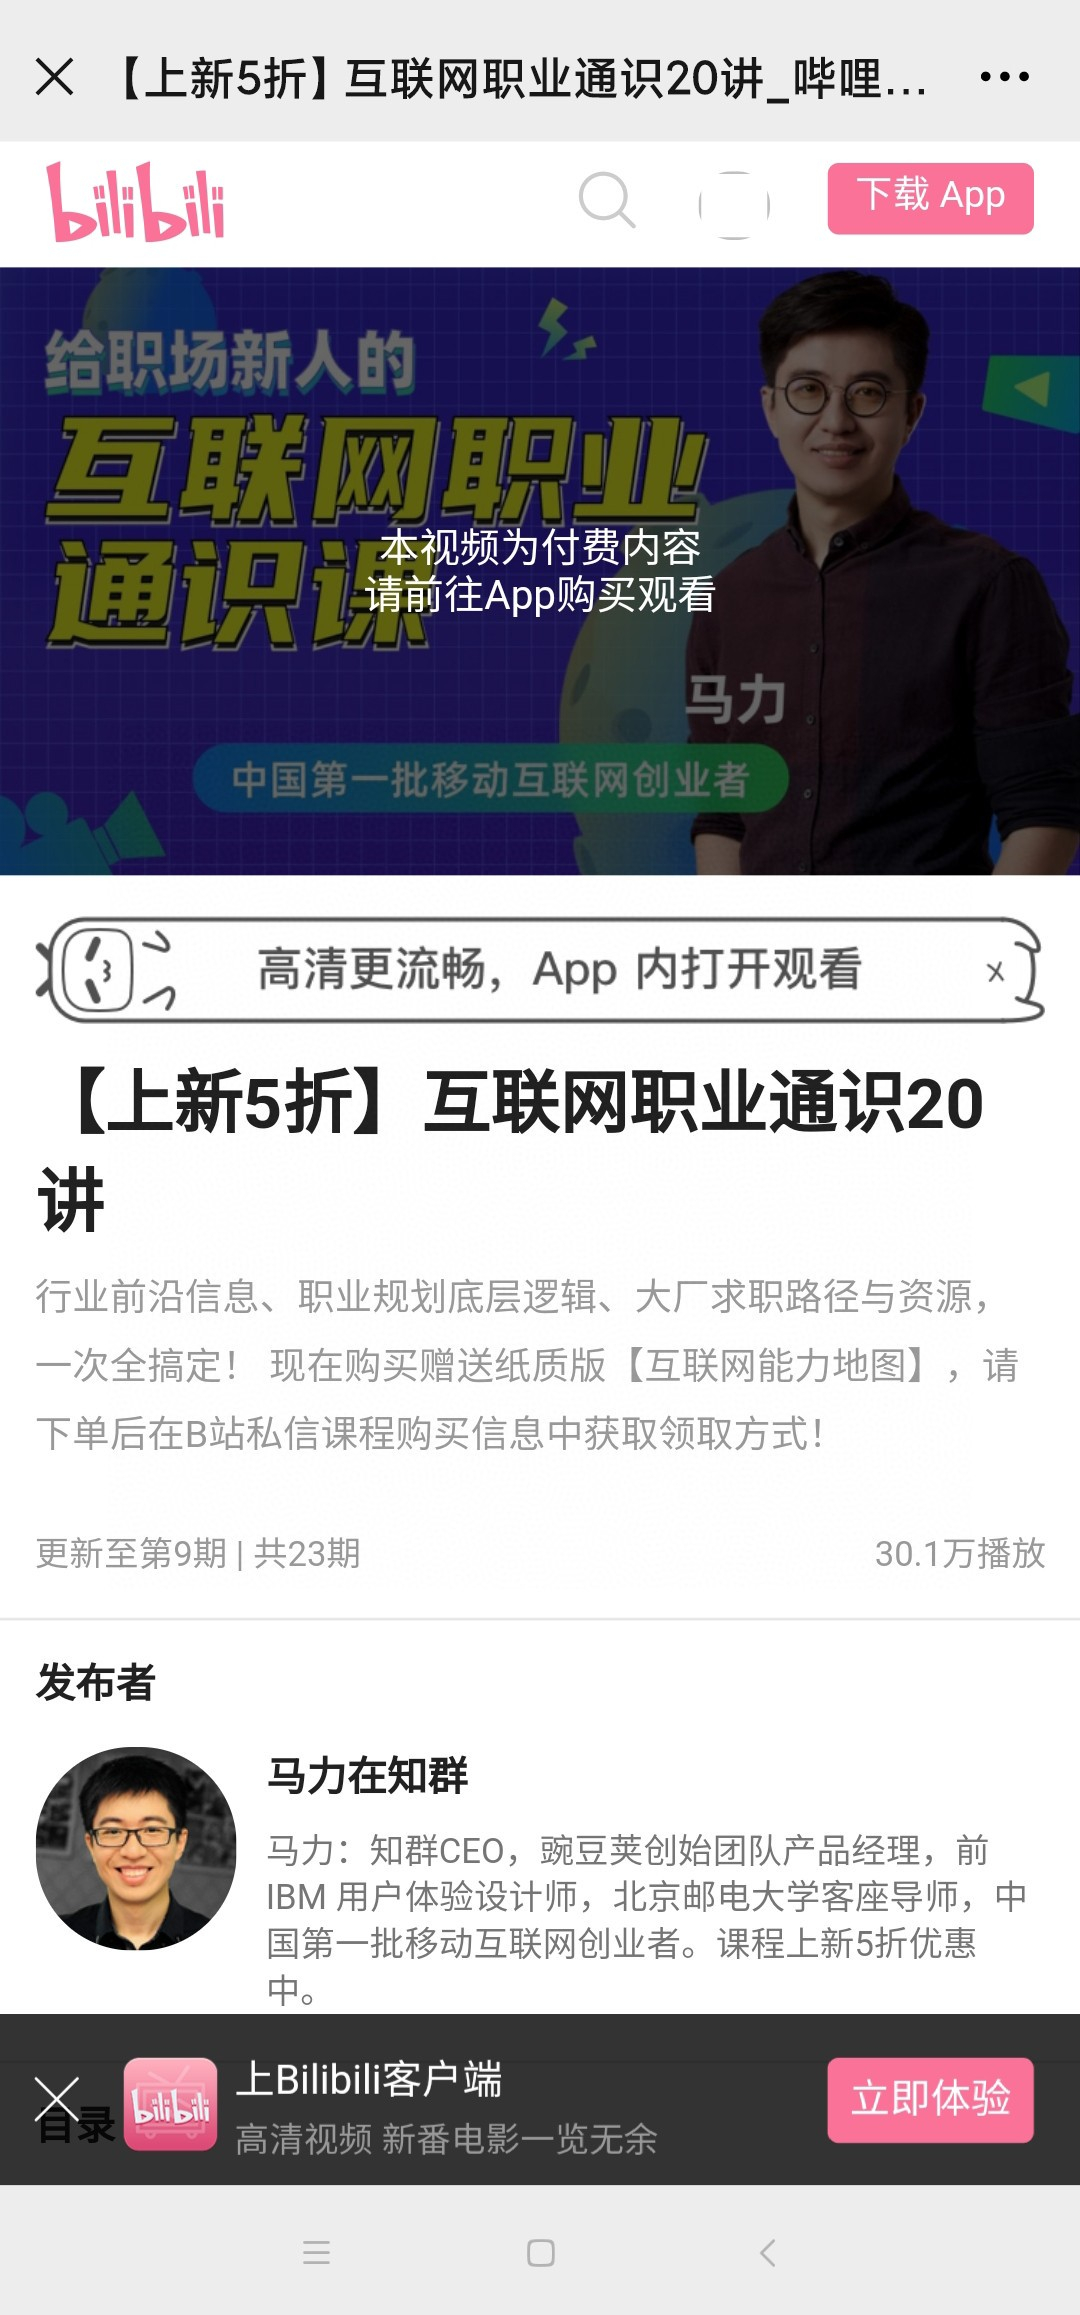 【上新5折】互联网职业通识20讲_哔哩...
bilibili
下载 App
给职场新人的
互联网职业
通识课
本视频为付费内容
请前往App购买观看
马力
中国第一批移动互联网创业者
高清更流畅，App 内打开观看
【上新5折】互联网职业通识20
讲
行业前沿信息、职业规划底层逻辑、大厂求职路径与资源，
一次全搞定！ 现在购买赠送纸质版【互联网能力地图】，请
下单后在B站私信课程购买信息中获取领取方式！
更新至第9期 | 共23期
30.1万播放
发布者
马力在知群
马力：知群CEO，豌豆荚创始团队产品经理，前
IBM 用户体验设计师，北京邮电大学客座导师，中
国第一批移动互联网创业者。课程上新5折优惠
中。
目录
bilibili
上Bilibili客户端
高清视频 新番电影一览无余
立即体验